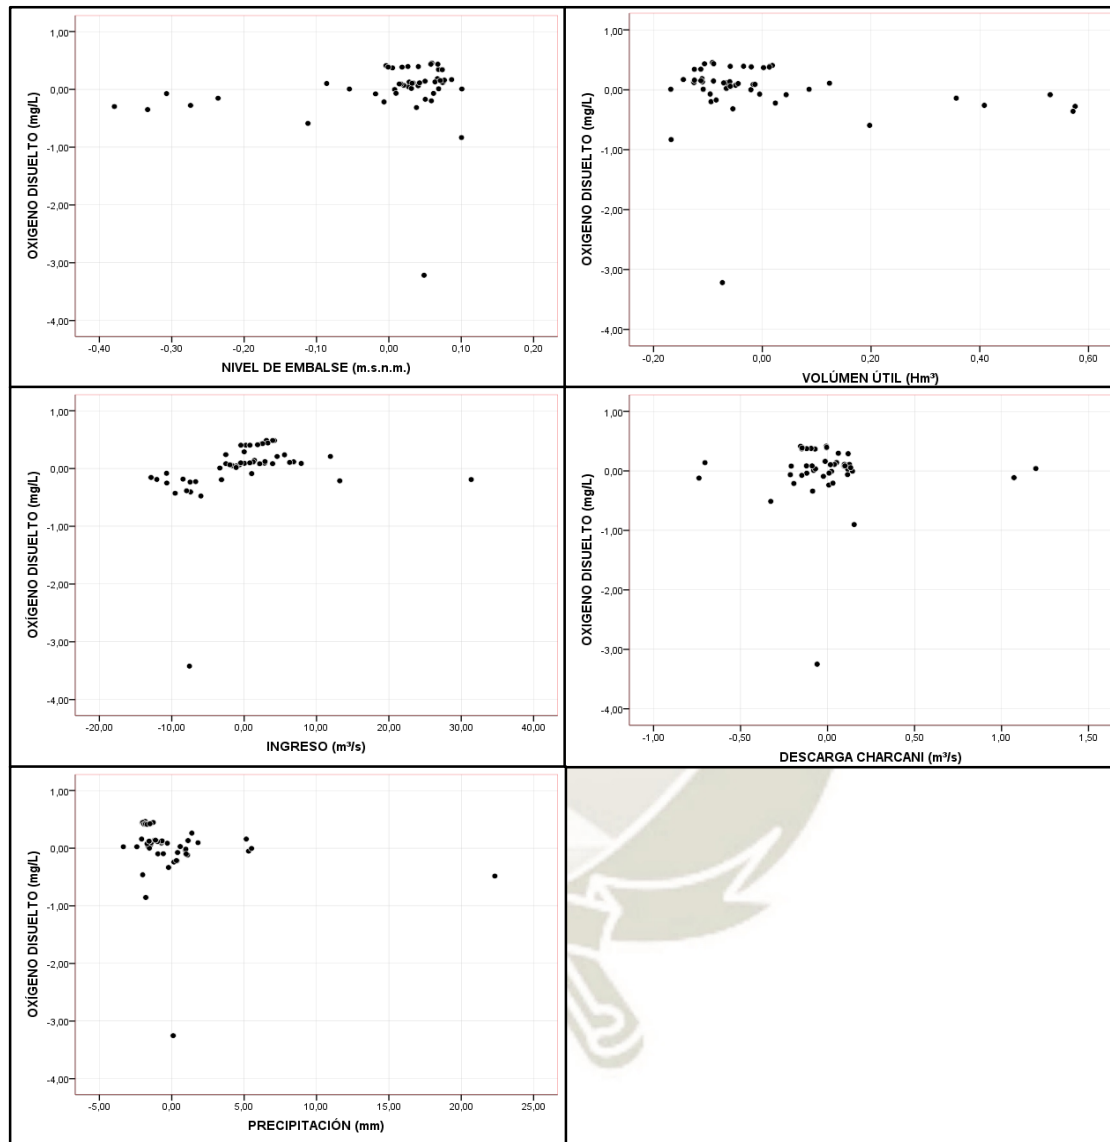 OXIGENO DISUELTO (mg/L)
1,00
0,00
-1,00
-2,00
-3,00
-4,00
-0,40 -0,30 -0,20 -0,10 0,00 0,10 0,20
NIVEL DE EMBALSE (m.s.n.m.)
OXIGENO DISUELTO (mg/L)
1,00
0,00
-1,00
-2,00
-3,00
-4,00
-0,20 0,00 0,20 0,40 0,60
VOLÚMEN ÚTIL (Hm³)
OXÍGENO DISUELTO (mg/L)
1,00
0,00
-1,00
-2,00
-3,00
-4,00
-20,00 -10,00 0,00 10,00 20,00 30,00 40,00
INGRESO (m³/s)
OXIGENO DISUELTO (mg/L)
1,00
0,00
-1,00
-2,00
-3,00
-4,00
-1,00 -0,50 0,00 0,50 1,00 1,50
DESCARGA CHARCANI (m³/s)
OXÍGENO DISUELTO (mg/L)
1,00
0,00
-1,00
-2,00
-3,00
-4,00
-5,00 0,00 5,00 10,00 15,00 20,00 25,00
PRECIPITACIÓN (mm)